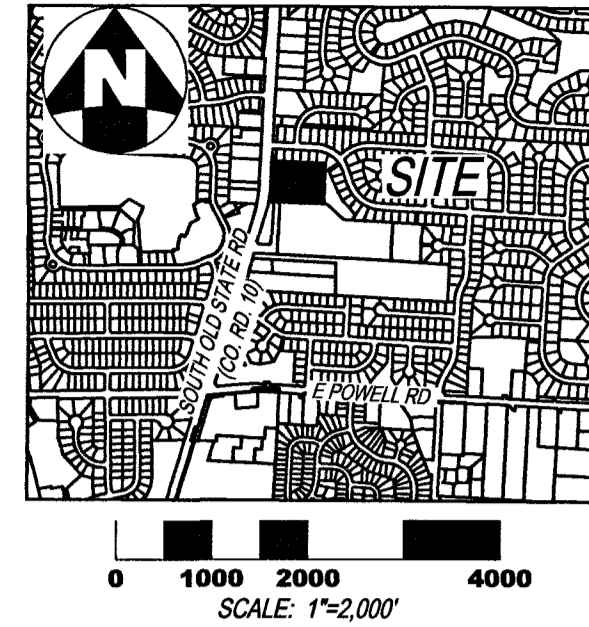 N
SITE
SOUTH OLD STATE RD
(CO. RD. 10)
E POWELL RD
0 1000 2000 4000
SCALE: 1"=2,000'